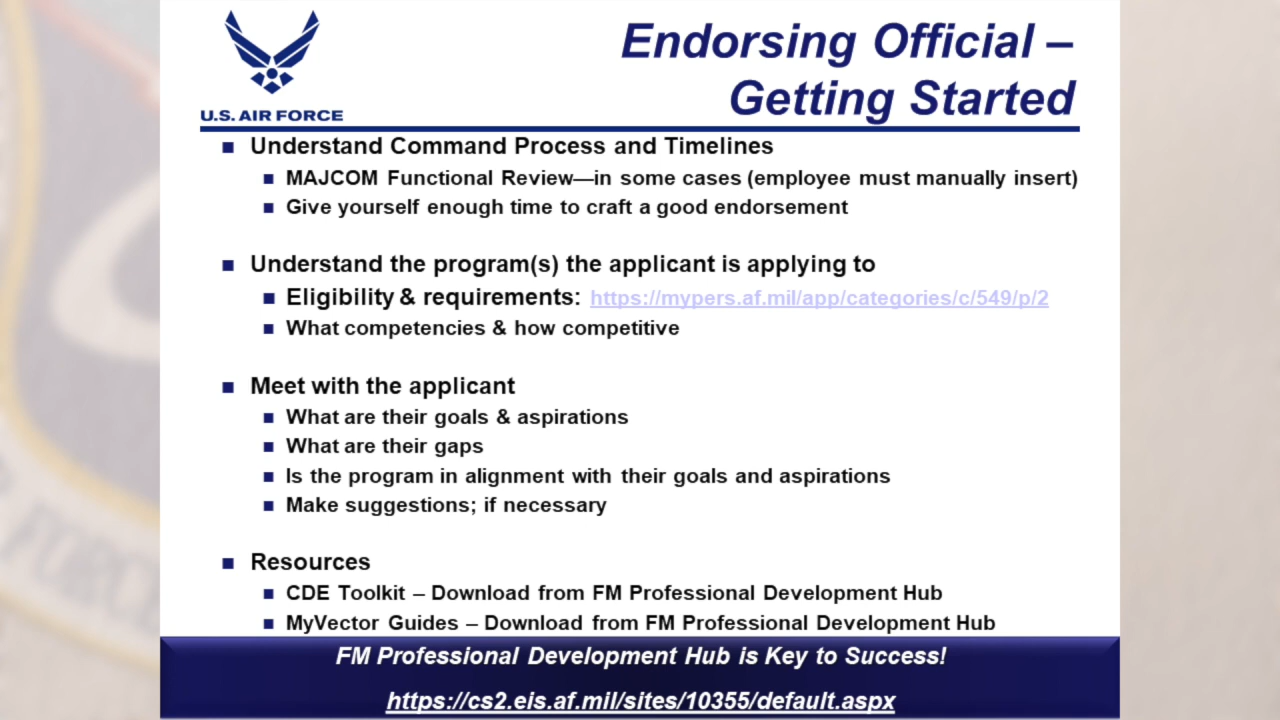 U.S. AIR FORCE
Endorsing Official –
Getting Started
Understand Command Process and Timelines
MAJCOM Functional Review—in some cases (employee must manually insert)
Give yourself enough time to craft a good endorsement
Understand the program(s) the applicant is applying to
Eligibility & requirements: https://mypers.af.mil/app/categories/c/549/p/2
What competencies & how competitive
Meet with the applicant
What are their goals & aspirations
What are their gaps
Is the program in alignment with their goals and aspirations
Make suggestions; if necessary
Resources
CDE Toolkit – Download from FM Professional Development Hub
MyVector Guides – Download from FM Professional Development Hub
FM Professional Development Hub is Key to Success!
https://cs2.eis.af.mil/sites/10355/default.aspx
FORCE